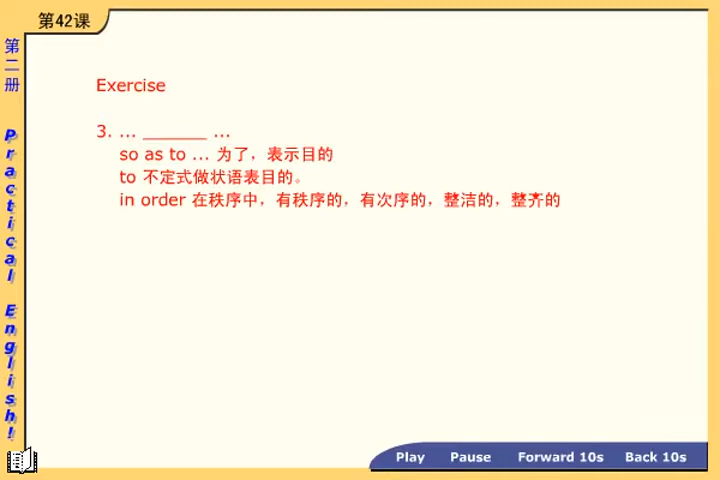 第42课
第二册 Practical English!
Exercise
3. ... _______ ...
so as to ... 为了，表示目的
to 不定式做状语表目的。
in order 在秩序中，有秩序的，有次序的，整洁的，整齐的
Play Pause Forward 10s Back 10s